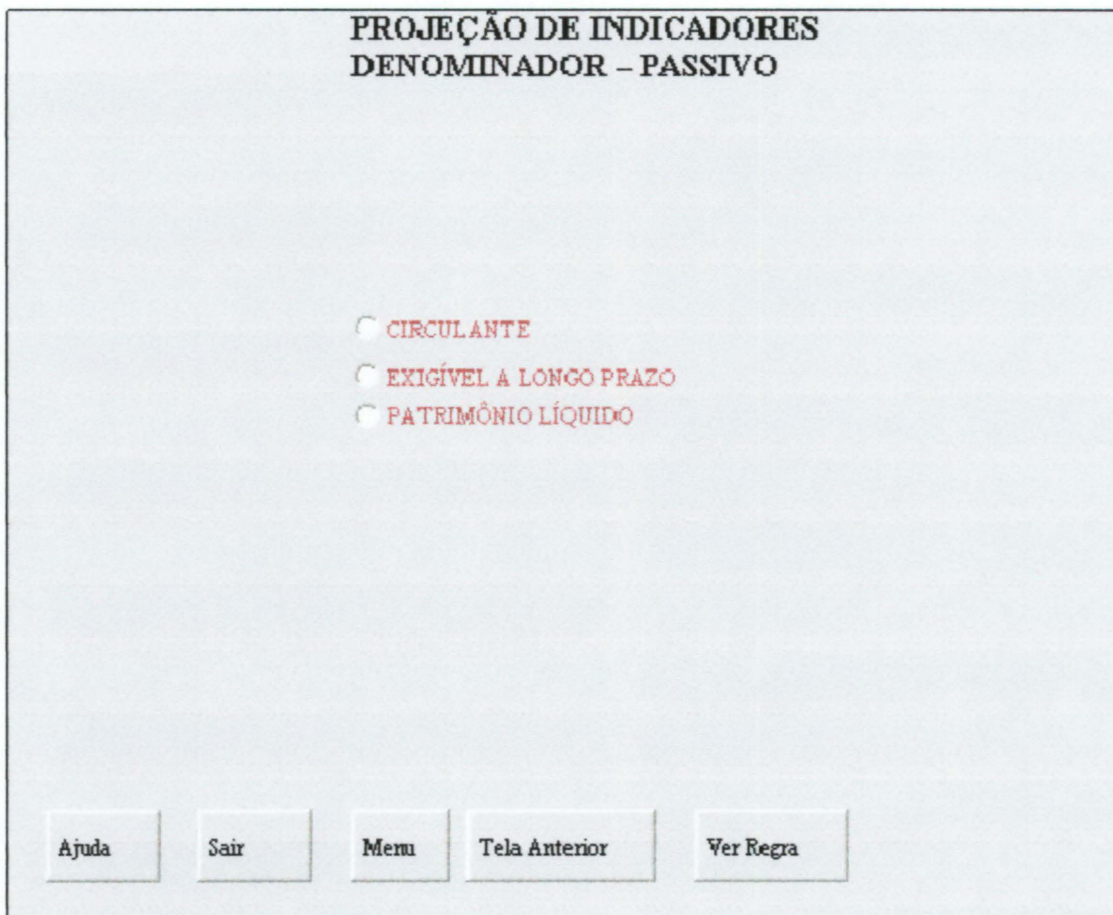 PROJEÇÃO DE INDICADORES
DENOMINADOR – PASSIVO
CIRCULANTE
EXIGÍVEL A LONGO PRAZO
PATRIMÔNIO LÍQUIDO
Ajuda Sair Menu Tela Anterior Ver Regra